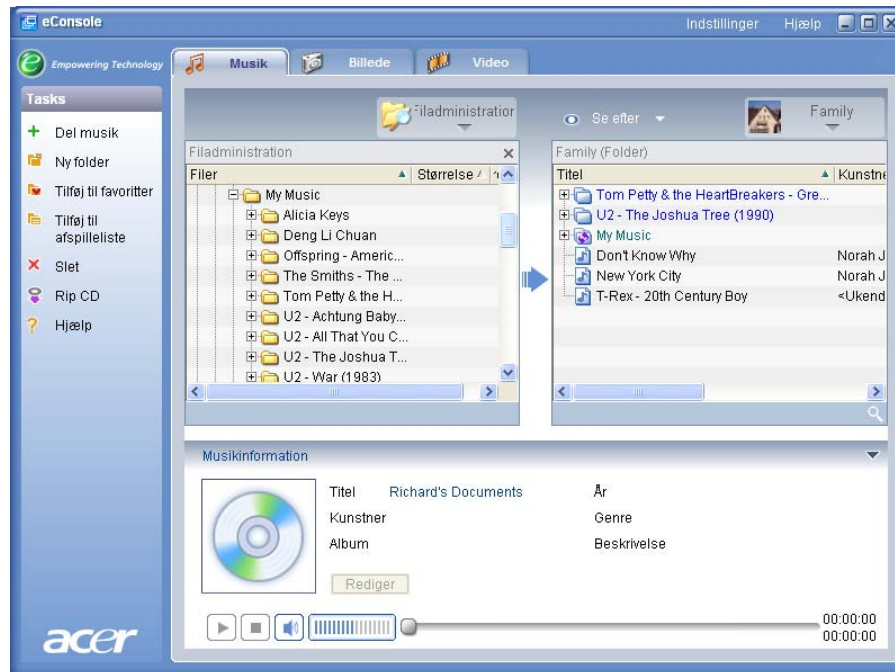 eConsole
Indstillinger Hjælp
Empowering Technology
Musik Billede Video
Tasks
Del musik
Ny folder
Tilføj til favoritter
Tilføj til
afspilleliste
Slet
Rip CD
Hjælp
Filadministration
Filadministration
Filer Størrelse
My Music
Alicia Keys
Deng Li Chuan
Offspring - Americ...
The Smiths - The ...
Tom Petty & the H...
U2 - Achtung Baby...
U2 - All That You C...
U2 - The Joshua T...
U2 - War (1983)
Se efter Family
Family (Folder)
Titel Kunstne
Tom Petty & the HeartBreakers - Gre...
U2 - The Joshua Tree (1990)
My Music
Don't Know Why Norah J
New York City Norah J
T-Rex - 20th Century Boy <Ukend
Musikinformation
Titel Richard's Documents År
Kunstner Genre
Album Beskrivelse
Rediger
00:00:00
00:00:00
acer